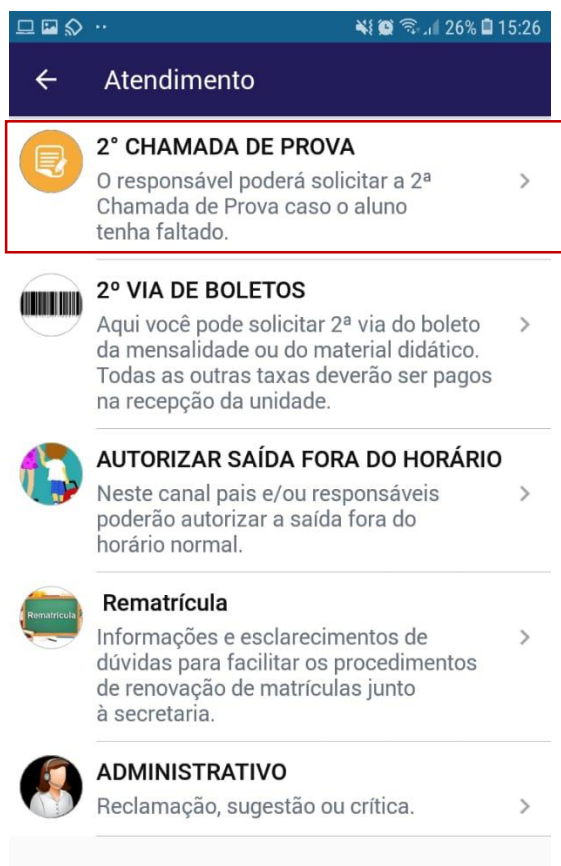 26% 15:26
Atendimento
2° CHAMADA DE PROVA
O responsável poderá solicitar a 2ª
Chamada de Prova caso o aluno
tenha faltado.
2º VIA DE BOLETOS
Aqui você pode solicitar 2ª via do boleto
da mensalidade ou do material didático.
Todas as outras taxas deverão ser pagos
na recepção da unidade.
AUTORIZAR SAÍDA FORA DO HORÁRIO
Neste canal pais e/ou responsáveis
poderão autorizar a saída fora do
horário normal.
Rematrícula
Rematrícula
Informações e esclarecimentos de
dúvidas para facilitar os procedimentos
de renovação de matrículas junto
à secretaria.
ADMINISTRATIVO
Reclamação, sugestão ou crítica.